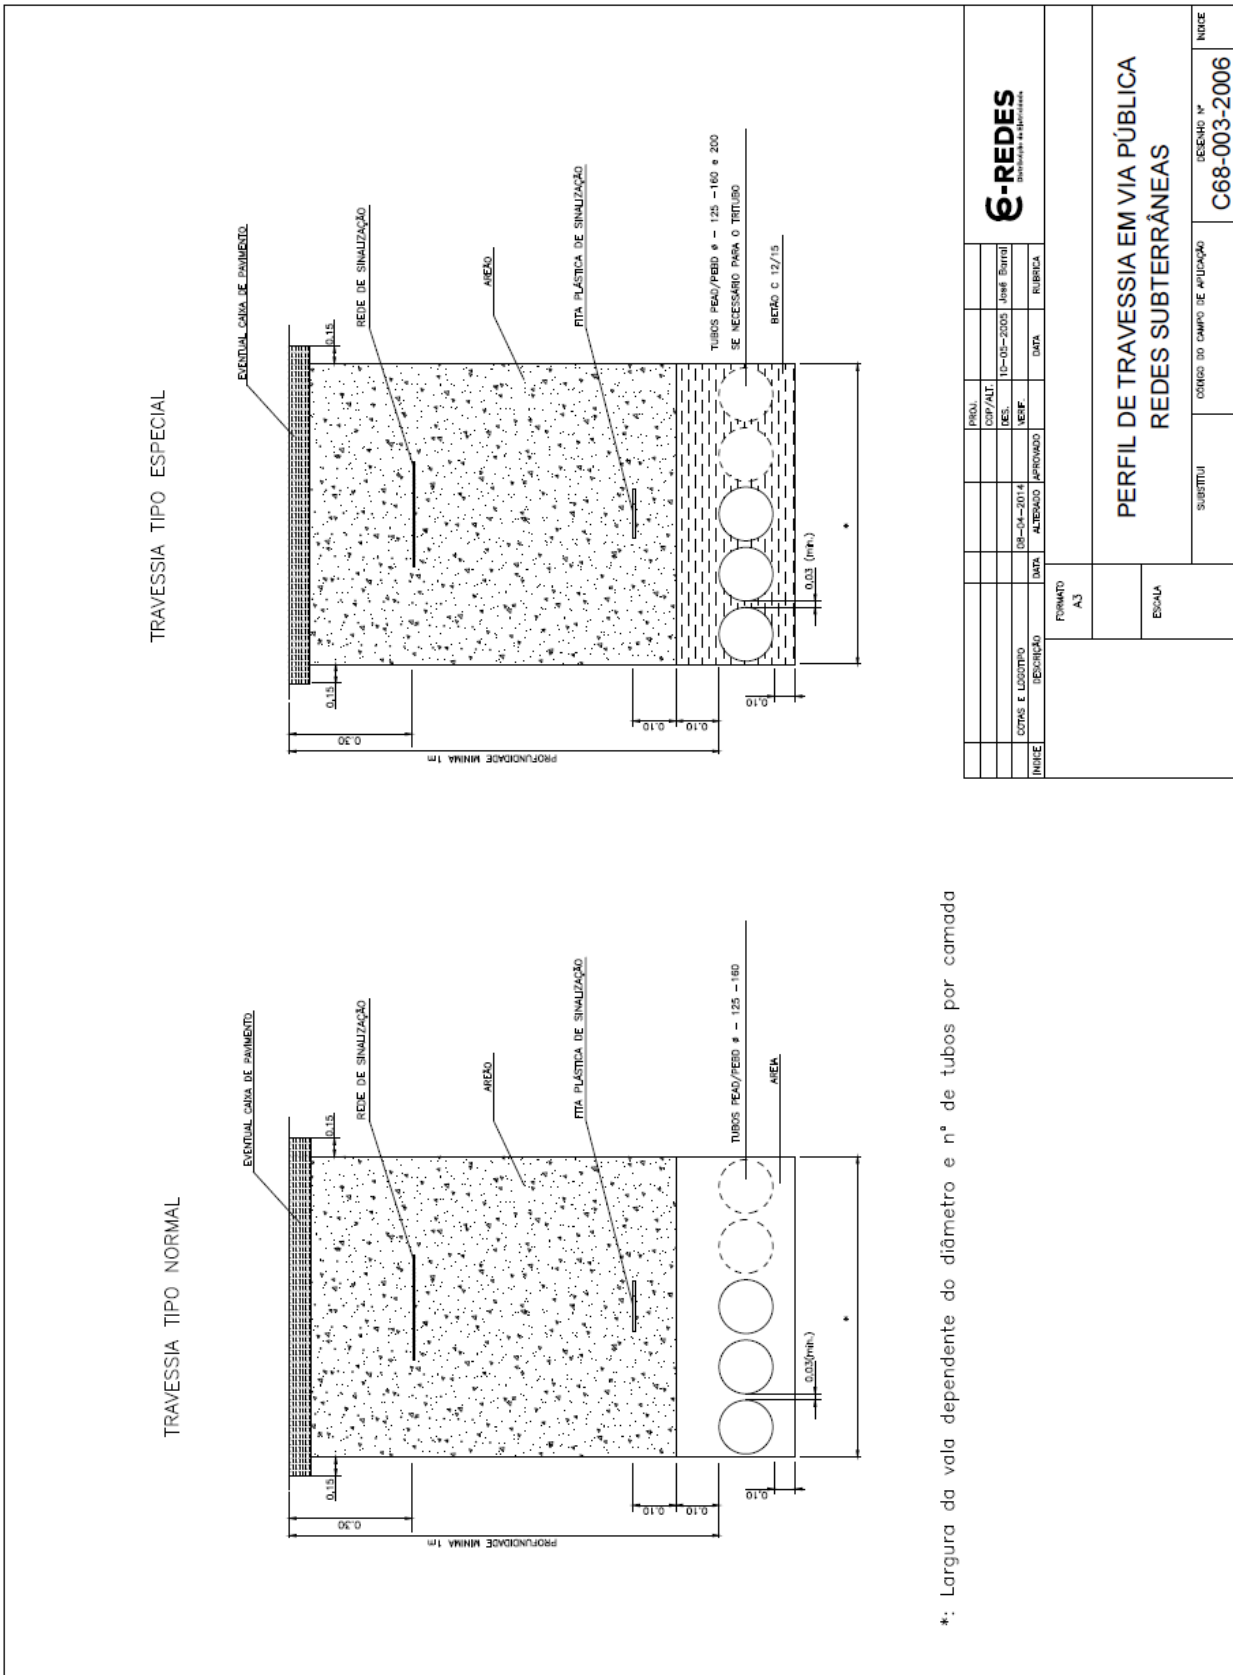 TRAVESSIA TIPO NORMAL
EVENTUAL CAIXA DE PAVIMENTO
0.15
0.15
REDE DE SINALIZAÇÃO
0.30
AREÃO
PROFUNDIDADE MINIMA 1m
FITA PLÁSTICA DE SINALIZAÇÃO
0.10
0.10
TUBOS PEAD/PEBD ø - 125 -160
0.10
AREIA
0,03(min.)
*
TRAVESSIA TIPO ESPECIAL
EVENTUAL CAIXA DE PAVIMENTO
0.15
0.15
REDE DE SINALIZAÇÃO
0.30
AREÃO
PROFUNDIDADE MINIMA 1m
FITA PLÁSTICA DE SINALIZAÇÃO
0.10
0.10
TUBOS PEAD/PEBD ø - 125 -160 e 200
SE NECESSÁRIO PARA O TRITUBO
0.10
BETÃO C 12/15
0,03 (min.)
*
*: Largura da vala dependente do diâmetro e nº de tubos por camada
PROJ.
COP/ALT.
DES. 10-05-2005 José Barral
COTAS E LOGOTIPO 08-04-2014 VERIF.
ÍNDICE DESCRIÇÃO DATA ALTERADO APROVADO DATA RUBRICA
e-REDES
Distribuição de Eletricidade
FORMATO
A3
ESCALA
PERFIL DE TRAVESSIA EM VIA PÚBLICA
REDES SUBTERRÂNEAS
SUBSTITUI
CÓDIGO DO CAMPO DE APLICAÇÃO
DESENHO Nº
C68-003-2006
ÍNDICE